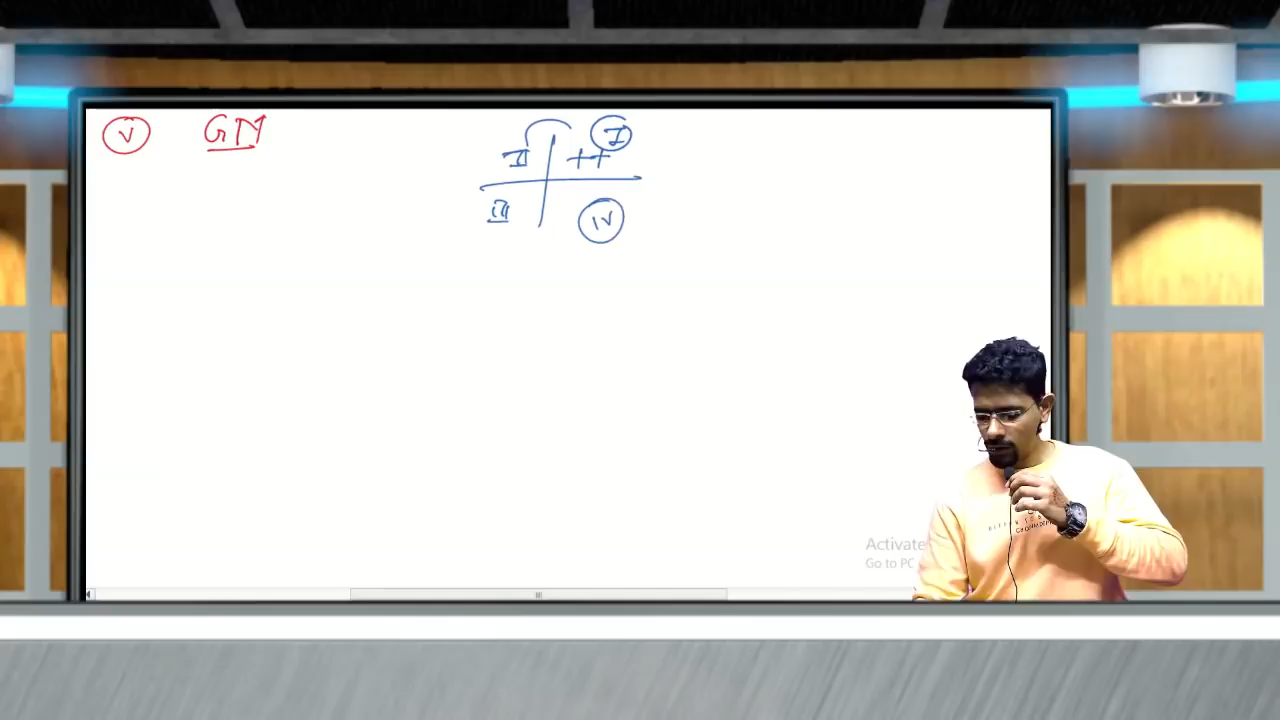 V GM
I
II ++
III IV
Activate
Go to PC